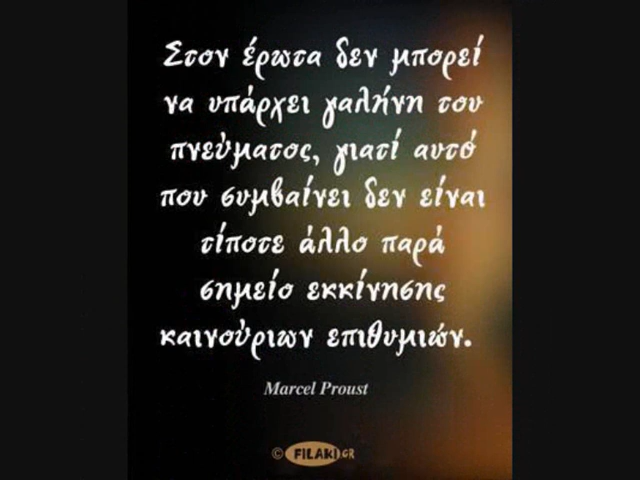 Στον έρωτα δεν μπορεί
να υπάρχει γαλήνη του
πνεύματος, γιατί αυτό
που συμβαίνει δεν είναι
τίποτε άλλο παρά
σημείο εκκίνησης
καινούριων επιθυμιών.
Marcel Proust
© FILAKI.GR